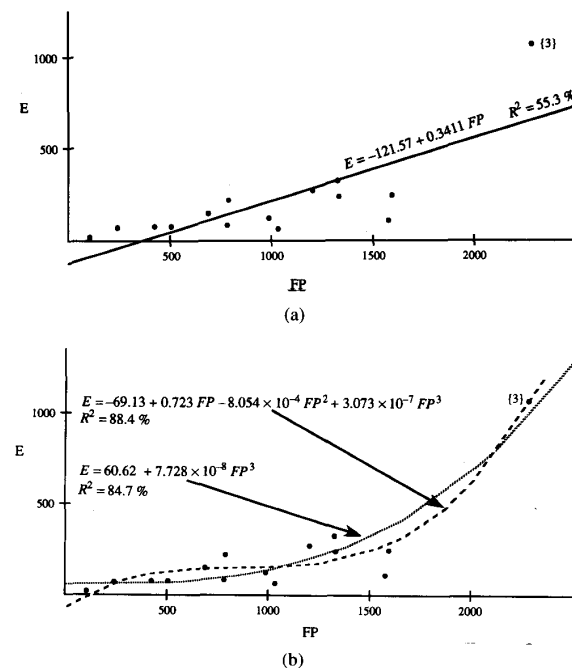 1000
{3}
E
R² = 55.3 %
E = −121.57 + 0.3411 FP
500
500
1000
1500
2000
FP
(a)
E = −69.13 + 0.723 FP − 8.054 × 10⁻⁴ FP² + 3.073 × 10⁻⁷ FP³
{3}
1000
R² = 88.4 %
E
E = 60.62 + 7.728 × 10⁻⁸ FP³
R² = 84.7 %
500
500
1000
1500
2000
FP
(b)